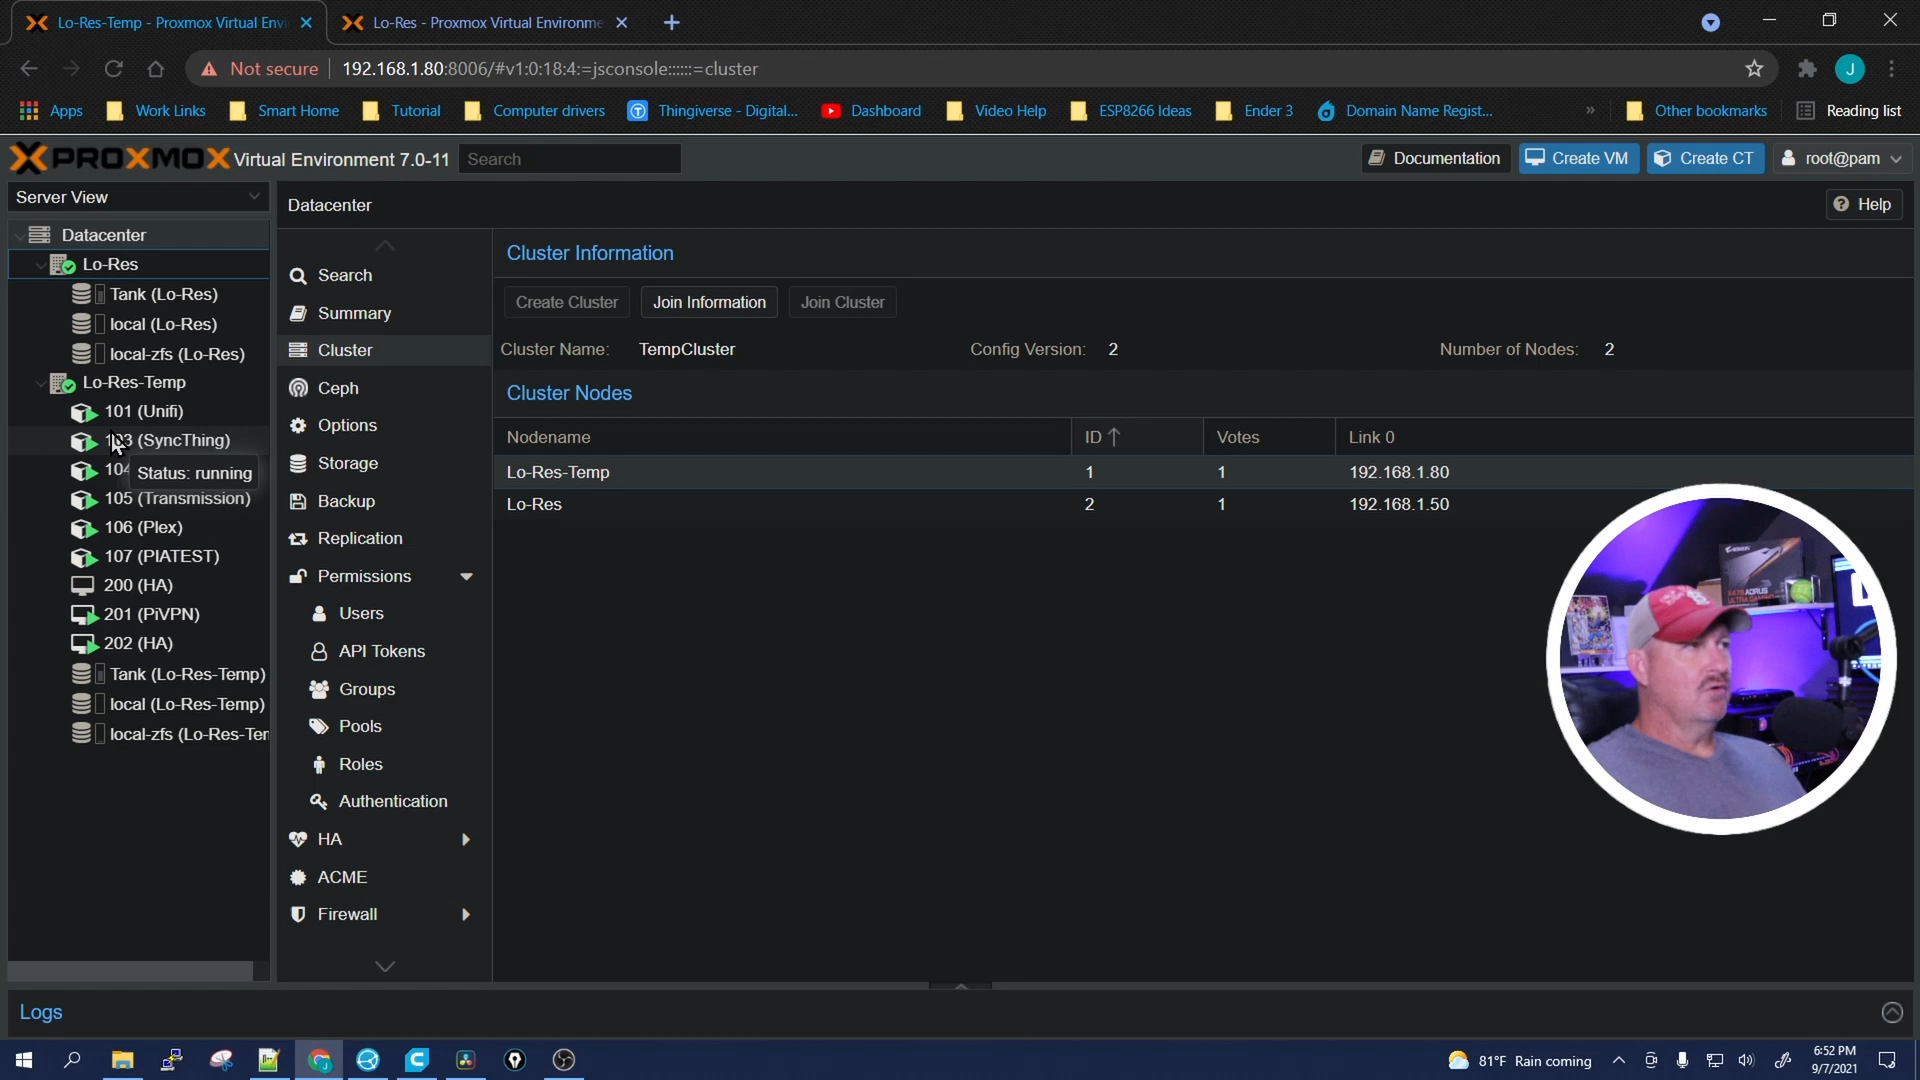 Lo-Res-Temp - Proxmox Virtual Envi
Lo-Res - Proxmox Virtual Environme
Not secure
192.168.1.80:8006/#v1:0:18:4:=jsconsole::::::=cluster
J
Apps
Work Links
Smart Home
Tutorial
Computer drivers
Thingiverse - Digital...
Dashboard
Video Help
ESP8266 Ideas
Ender 3
Domain Name Regist...
»
Other bookmarks
Reading list
PROXMOX
Virtual Environment 7.0-11
Search
Documentation
Create VM
Create CT
root@pam
Server View
Datacenter
Lo-Res
Tank (Lo-Res)
local (Lo-Res)
local-zfs (Lo-Res)
Lo-Res-Temp
101 (Unifi)
103 (SyncThing)
104
Status: running
105 (Transmission)
106 (Plex)
107 (PIATEST)
200 (HA)
201 (PiVPN)
202 (HA)
Tank (Lo-Res-Temp)
local (Lo-Res-Temp)
local-zfs (Lo-Res-Ten
Datacenter
Help
Search
Summary
Cluster
Ceph
Options
Storage
Backup
Replication
Permissions
Users
API Tokens
Groups
Pools
Roles
Authentication
HA
ACME
Firewall
Cluster Information
Create Cluster
Join Information
Join Cluster
Cluster Name: TempCluster
Config Version: 2
Number of Nodes: 2
Cluster Nodes
Nodename ID Votes Link 0
Lo-Res-Temp 1 1 192.168.1.80
Lo-Res 2 1 192.168.1.50
Logs
81°F Rain coming
6:52 PM
9/7/2021